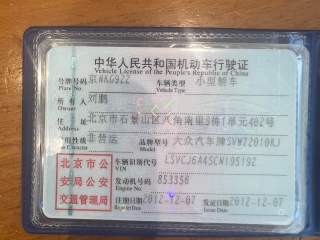 中华人民共和国机动车行驶证
Vehicle License of the People's Republic of China
号牌号码 京NKG922 车辆类型 小型轿车
Plate No. Vehicle Type
所有人 刘鹏
Owner
住址 北京市石景山区八角南里9栋1单元402号
Address
使用性质 非营运 品牌型号 大众汽车牌SVW72010KJ
Use Character Model
北京市公安局公安交通管理局
车辆识别代号 LSVCJ6A45CN195192
VIN
发动机号码 853356
Engine No.
注册日期 2012-12-07 发证日期 2012-12-07
Register Date Issue Date